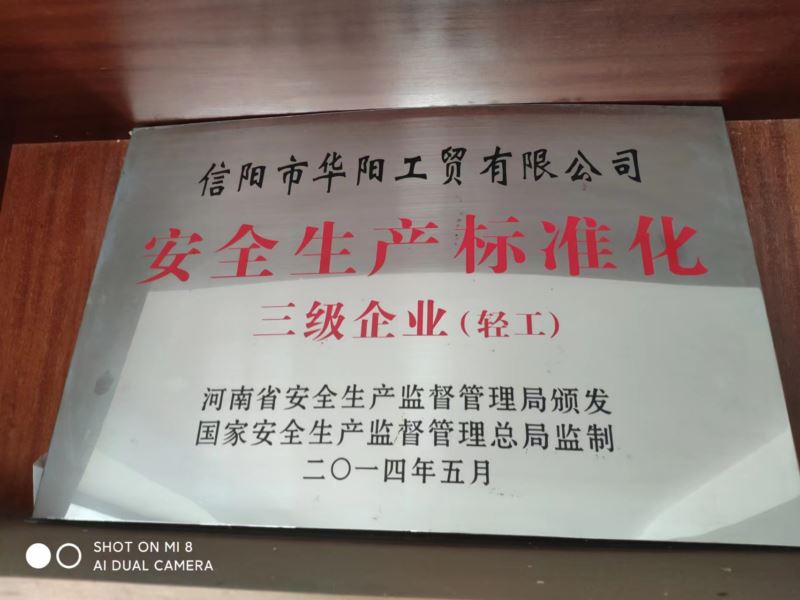 信阳市华阳工贸有限公司
安全生产标准化
三级企业(轻工)
河南省安全生产监督管理局颁发
国家安全生产监督管理总局监制
二〇一四年五月
SHOT ON MI 8
AI DUAL CAMERA